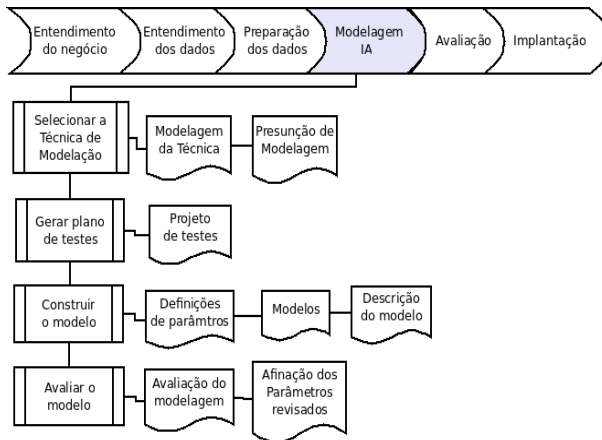 Entendimento
do negócio
Entendimento
dos dados
Preparação
dos dados
Modelagem
IA
Avaliação
Implantação
Selecionar a
Técnica de
Modelação
Modelagem
da Técnica
Presunção de
Modelagem
Gerar plano
de testes
Projeto
de testes
Construir
o modelo
Definições
de parâmtros
Modelos
Descrição
do modelo
Avaliar o
modelo
Avaliação do
modelagem
Afinação dos
Parâmetros
revisados